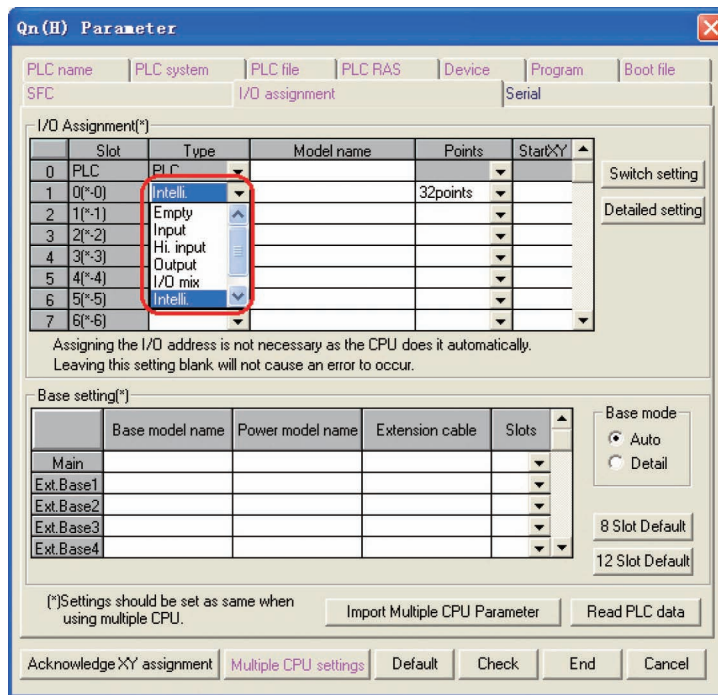 Qn(H) Parameter
PLC name PLC system PLC file PLC RAS Device Program Boot file
SFC I/O assignment Serial
I/O Assignment(*)
Slot Type Model name Points StartXY
0 PLC PLC
1 0(*-0) Intelli. 32points
2 1(*-1) Empty
3 2(*-2) Input
Hi. input
4 3(*-3) Output
5 4(*-4) I/O mix
6 5(*-5) Intelli.
7 6(*-6)
Switch setting
Detailed setting
Assigning the I/O address is not necessary as the CPU does it automatically.
Leaving this setting blank will not cause an error to occur.
Base setting(*)
Base model name Power model name Extension cable Slots
Main
Ext.Base1
Ext.Base2
Ext.Base3
Ext.Base4
Base mode
Auto
Detail
8 Slot Default
12 Slot Default
(*)Settings should be set as same when
using multiple CPU.
Import Multiple CPU Parameter Read PLC data
Acknowledge XY assignment Multiple CPU settings Default Check End Cancel